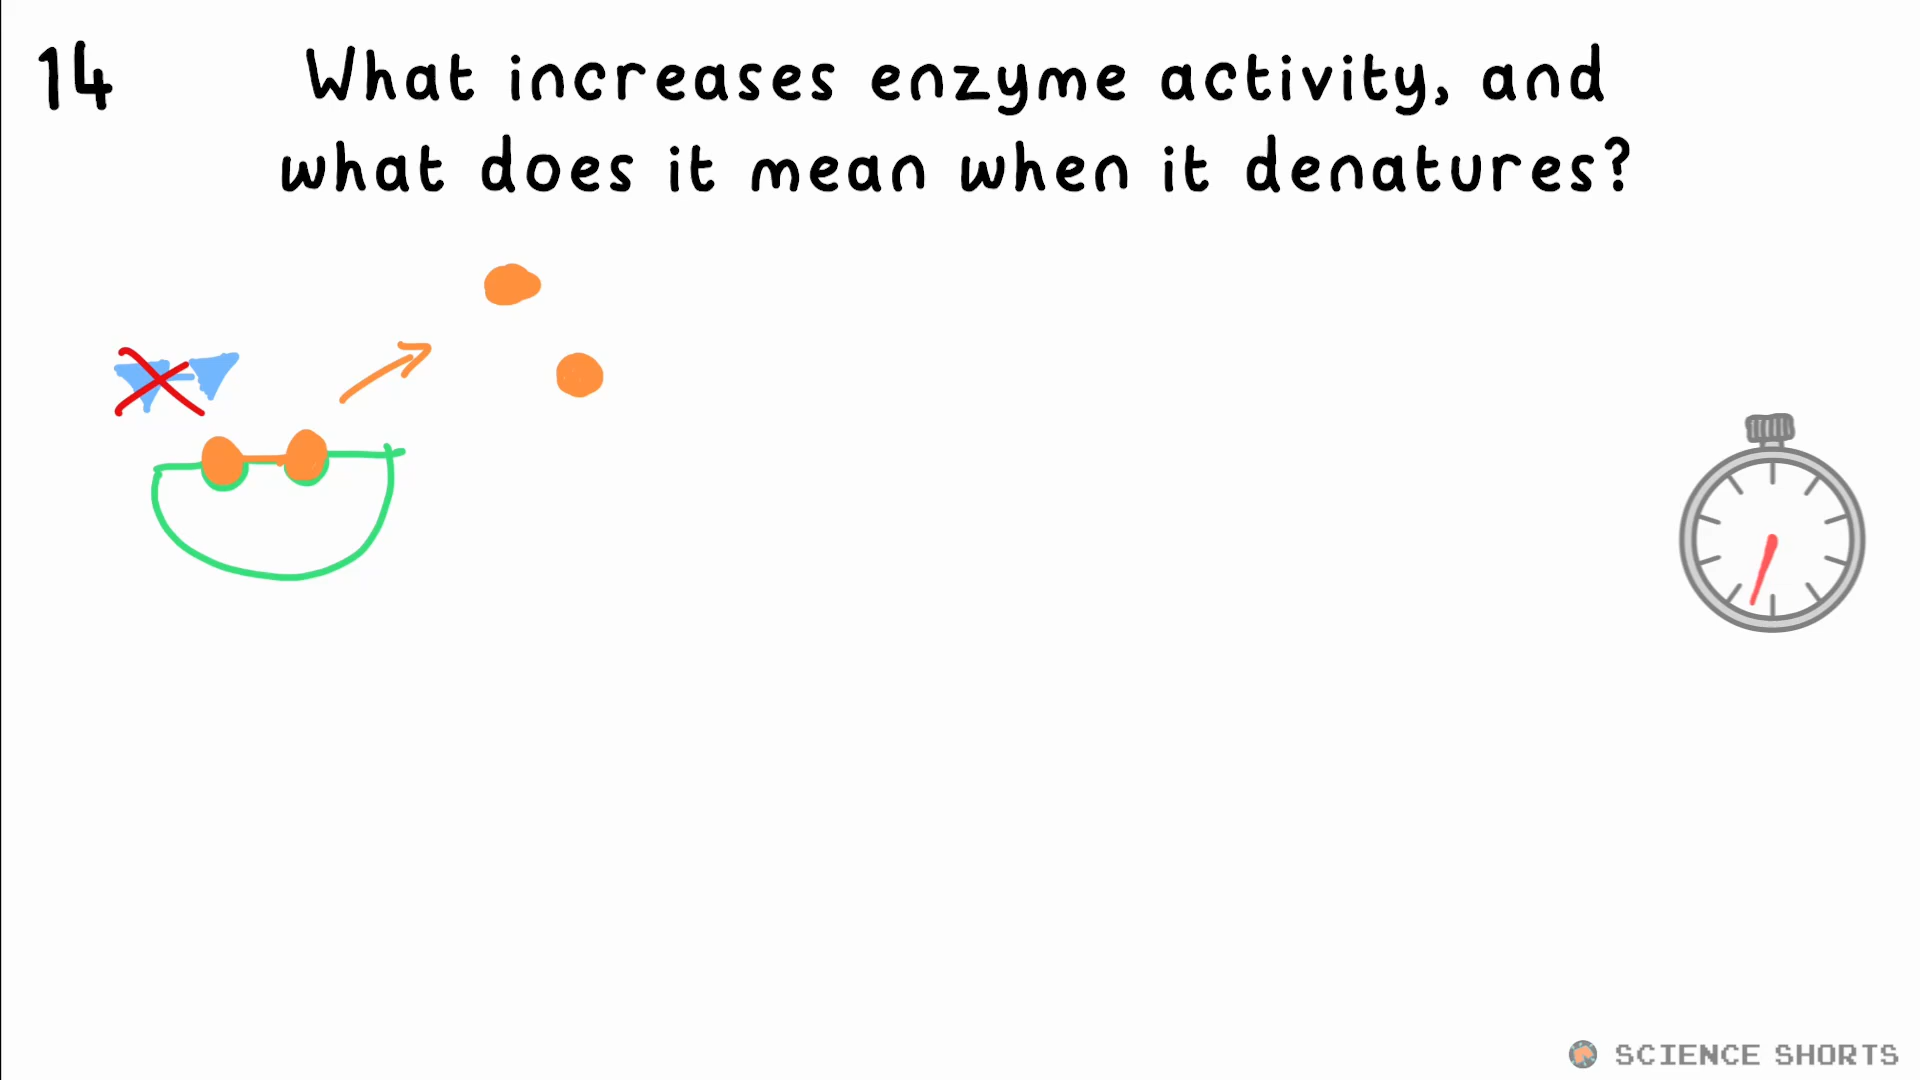 14
What increases enzyme activity, and
what does it mean when it denatures?
SCIENCE SHORTS